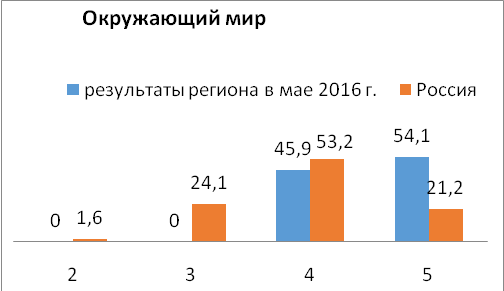 Окружающий мир
результаты региона в мае 2016 г. Россия
0 1,6 0 24,1 45,9 53,2 54,1 21,2
2 3 4 5